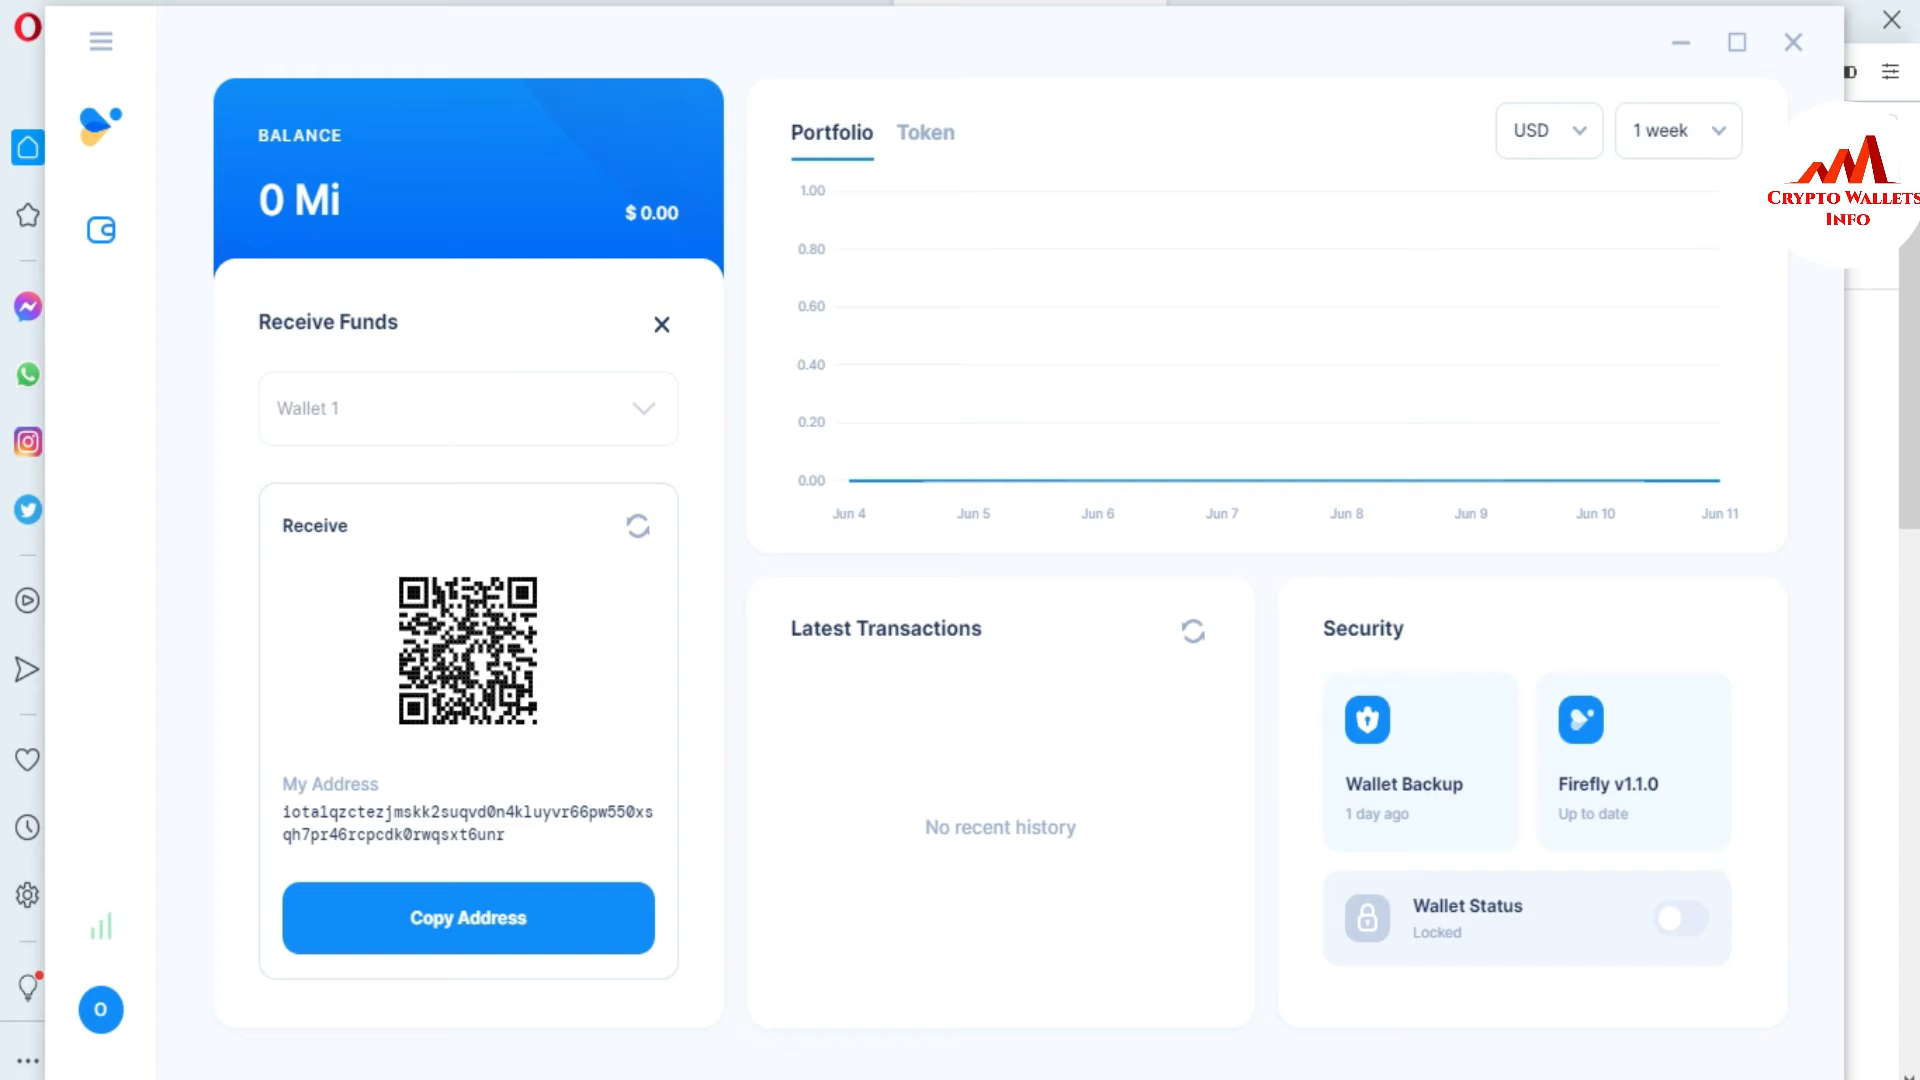 BALANCE
0 Mi
$ 0.00
Receive Funds
Wallet 1
Receive
My Address
iota1qzctezjmskk2suqvd0n4kluyvr66pw550xs
qh7pr46rcpcdk0rwqsxt6unr
Copy Address
Portfolio Token
USD
1 week
1.00
0.80
0.60
0.40
0.20
0.00
Jun 4 Jun 5 Jun 6 Jun 7 Jun 8 Jun 9 Jun 10 Jun 11
Latest Transactions
No recent history
Security
Wallet Backup
1 day ago
Firefly v1.1.0
Up to date
Wallet Status
Locked
CRYPTO WALLETS
INFO
O